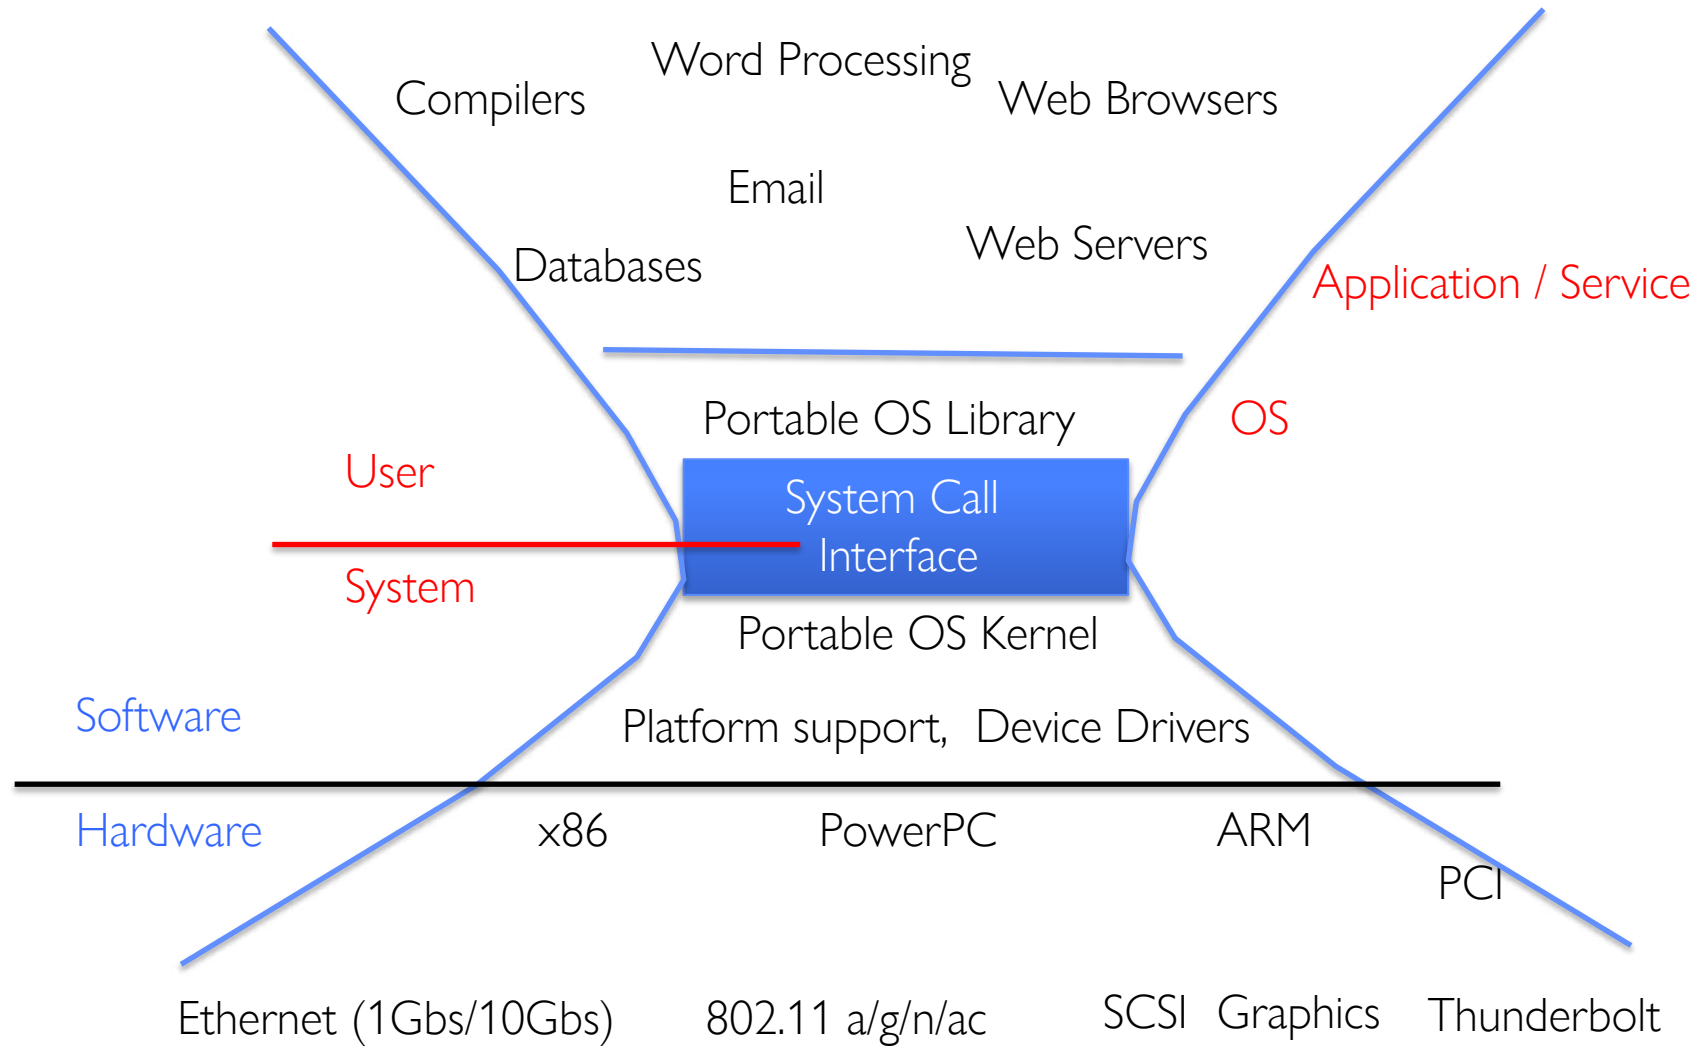 Word Processing
Compilers
Web Browsers
Email
Web Servers
Databases
Application / Service
Portable OS Library
OS
User
System Call
Interface
System
Portable OS Kernel
Software
Platform support, Device Drivers
Hardware
x86
PowerPC
ARM
PCI
Ethernet (1Gbs/10Gbs)
802.11 a/g/n/ac
SCSI
Graphics
Thunderbolt